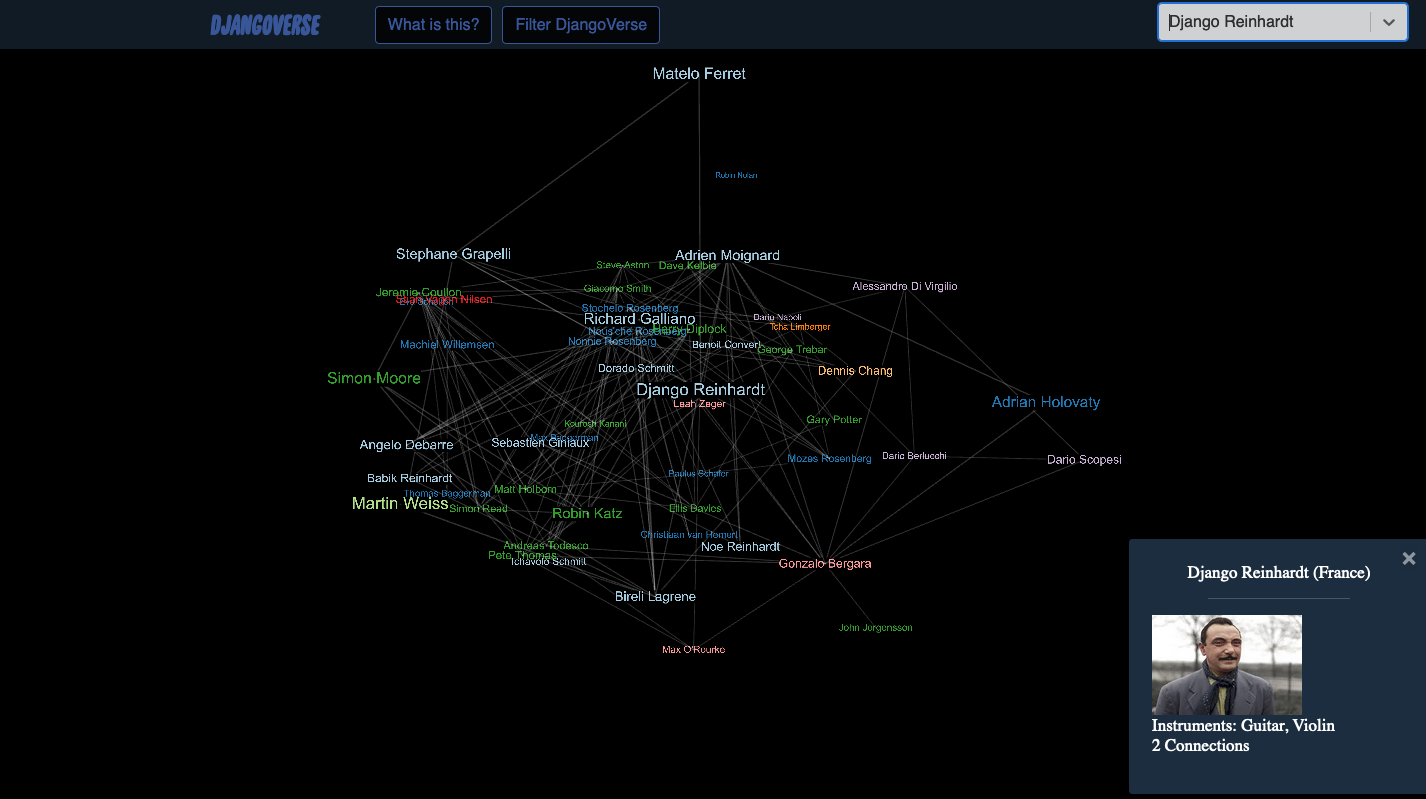 DJANGOVERSE
What is this?
Filter DjangoVerse
Django Reinhardt
Matelo Ferret
Robin Nolan
Stephane Grapelli
Adrien Moignard
Steve Aston
Dave Kelbie
Alessandro Di Virgilio
Giacomo Smith
Jeremie Coullon
Nilsen
Stochelo Rosenberg
Richard Galliano
Dario Napoli
Tcha Limberger
Harry Diplock
Nous'che Rosenberg
Nonnie Rosenberg
Machiel Willemsen
Benoit Convert
George Trebar
Dorado Schmitt
Dennis Chang
Simon Moore
Django Reinhardt
Leah Zeger
Adrian Holovaty
Gary Potter
Kourosh Kanani
Angelo Debarre
Sebastien Giniaux
Mozes Rosenberg
Dario Berlucchi
Dario Scopesi
Babik Reinhardt
Paulus Schafer
Thomas Baggerman
Matt Holborn
Martin Weiss
Simon Read
Robin Katz
Ellis Davies
Christiaan van Hemert
Andreas Todesco
Noe Reinhardt
Pete Thomas
Tchavolo Schmitt
Gonzalo Bergara
Bireli Lagrene
John Jorgensson
Max O'Rourke
Django Reinhardt (France)
Instruments: Guitar, Violin
2 Connections